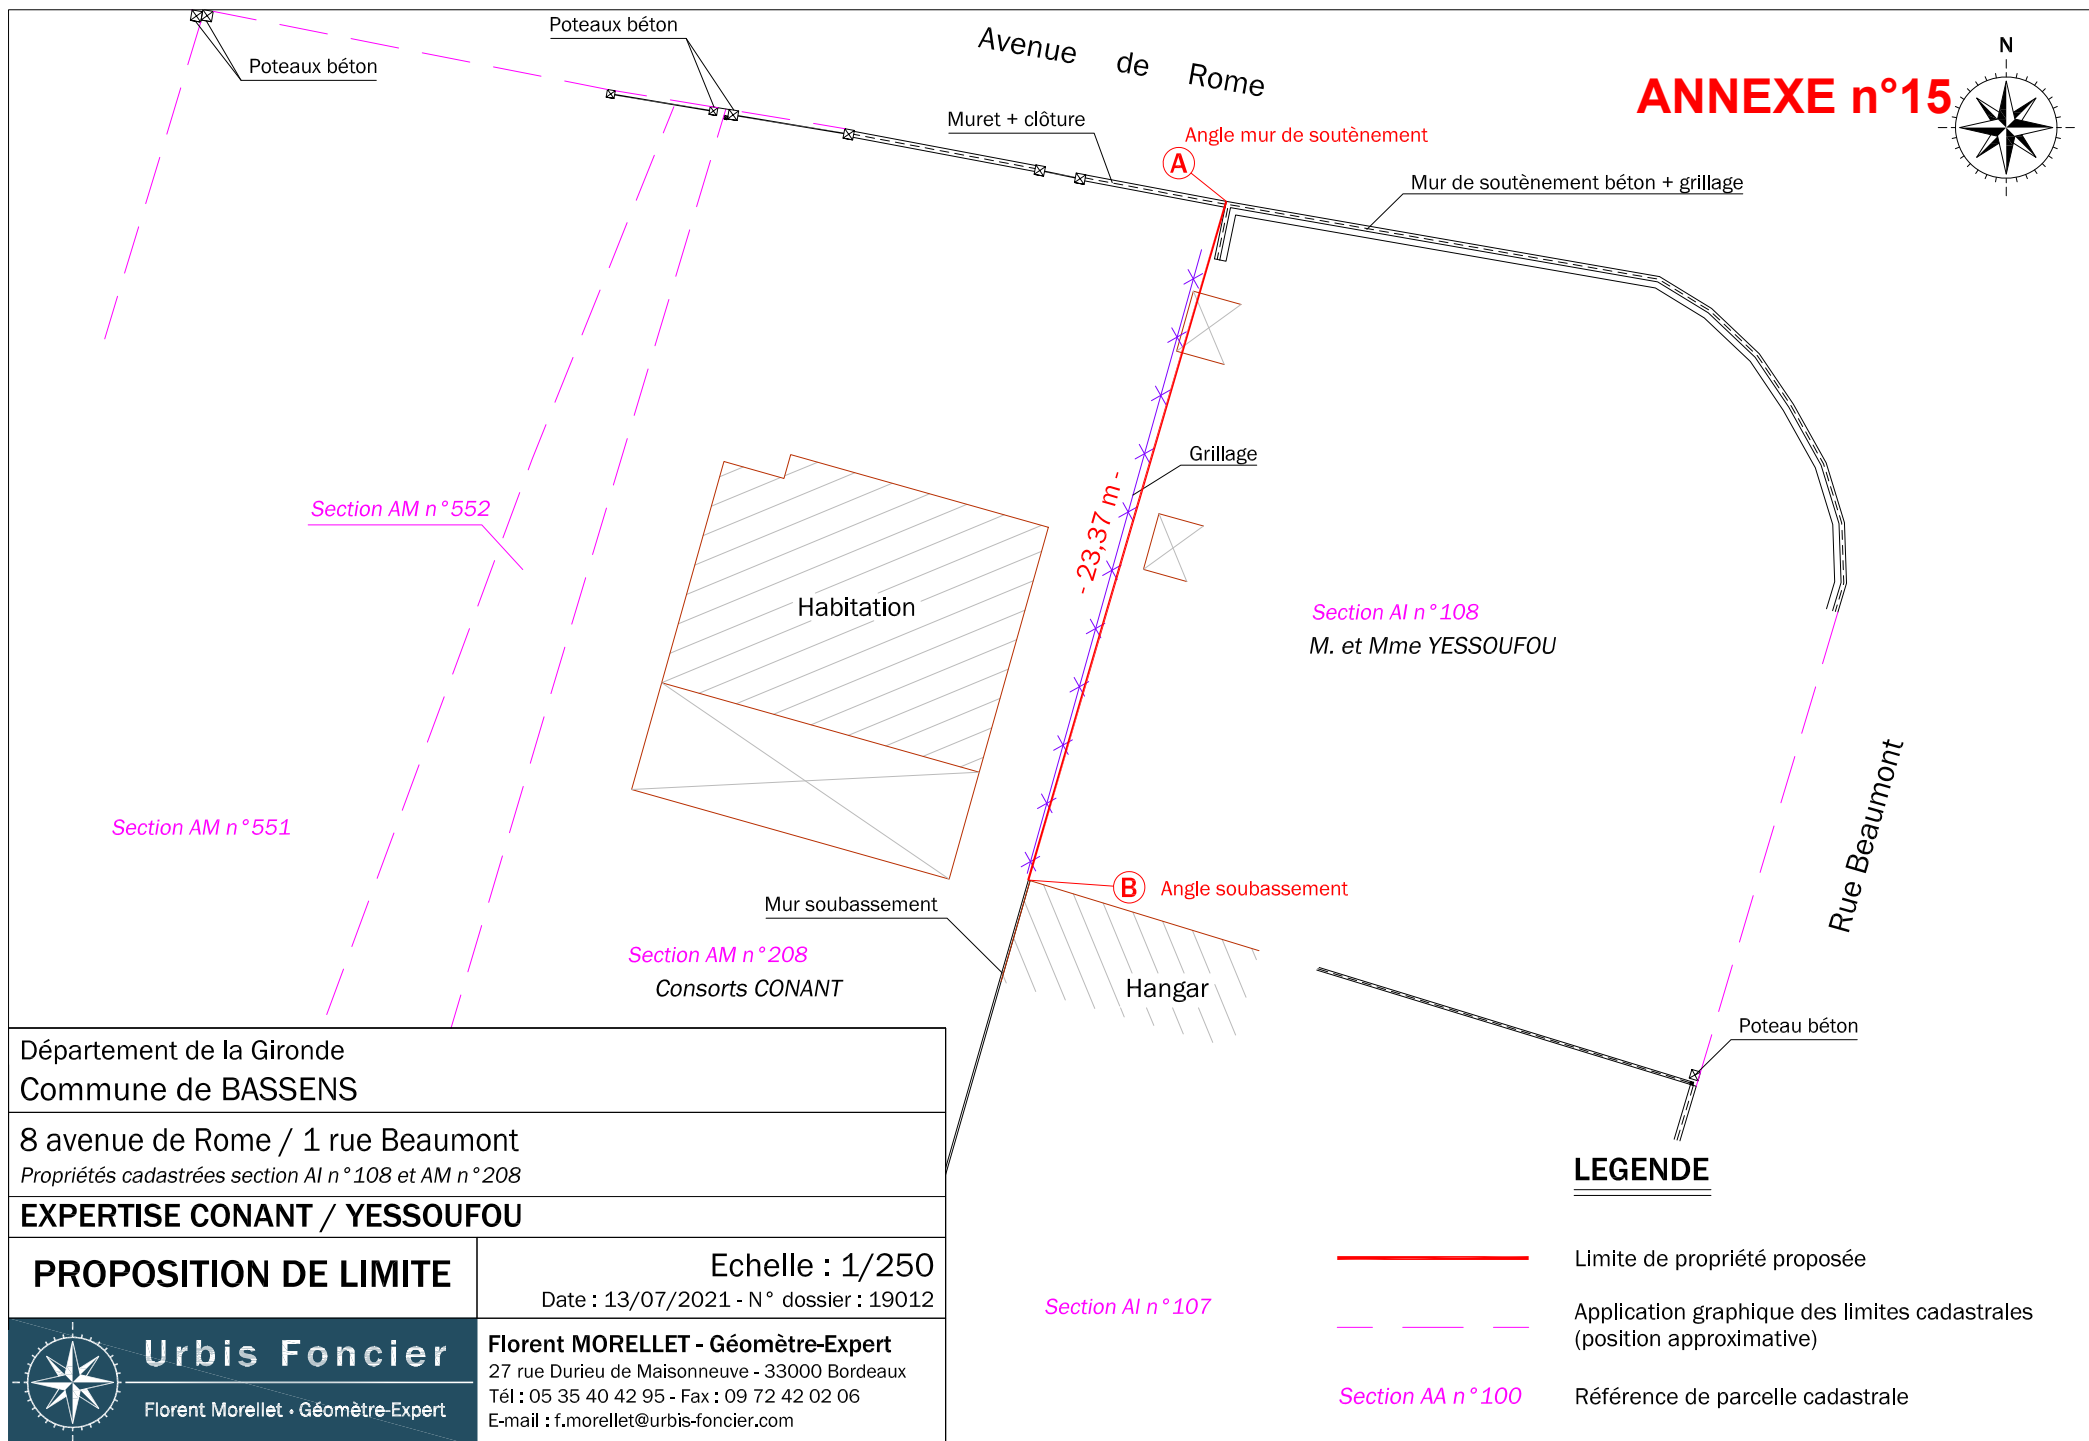 Poteaux béton
Poteaux béton
Avenue de Rome
N
ANNEXE n°15
Muret + clôture
Angle mur de soutènement
A
Mur de soutènement béton + grillage
Grillage
- 23,37 m -
Section AM n°552
Habitation
Section AI n°108
M. et Mme YESSOUFOU
Rue Beaumont
Section AM n°551
B Angle soubassement
Mur soubassement
Section AM n°208
Consorts CONANT
Hangar
Poteau béton
Département de la Gironde
Commune de BASSENS
8 avenue de Rome / 1 rue Beaumont
Propriétés cadastrées section AI n°108 et AM n°208
EXPERTISE CONANT / YESSOUFOU
PROPOSITION DE LIMITE
Echelle : 1/250
Date : 13/07/2021 - N° dossier : 19012
Urbis Foncier
Florent Morellet • Géomètre-Expert
Florent MORELLET - Géomètre-Expert
27 rue Durieu de Maisonneuve - 33000 Bordeaux
Tél : 05 35 40 42 95 - Fax : 09 72 42 02 06
E-mail : f.morellet@urbis-foncier.com
Section AI n°107
LEGENDE
Limite de propriété proposée
Application graphique des limites cadastrales
(position approximative)
Section AA n°100 Référence de parcelle cadastrale